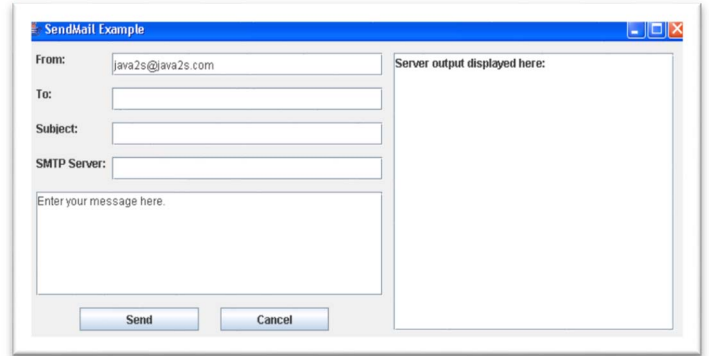 SendMail Example
From:
java2s@java2s.com
To:
Subject:
SMTP Server:
Enter your message here.
Send
Cancel
Server output displayed here: